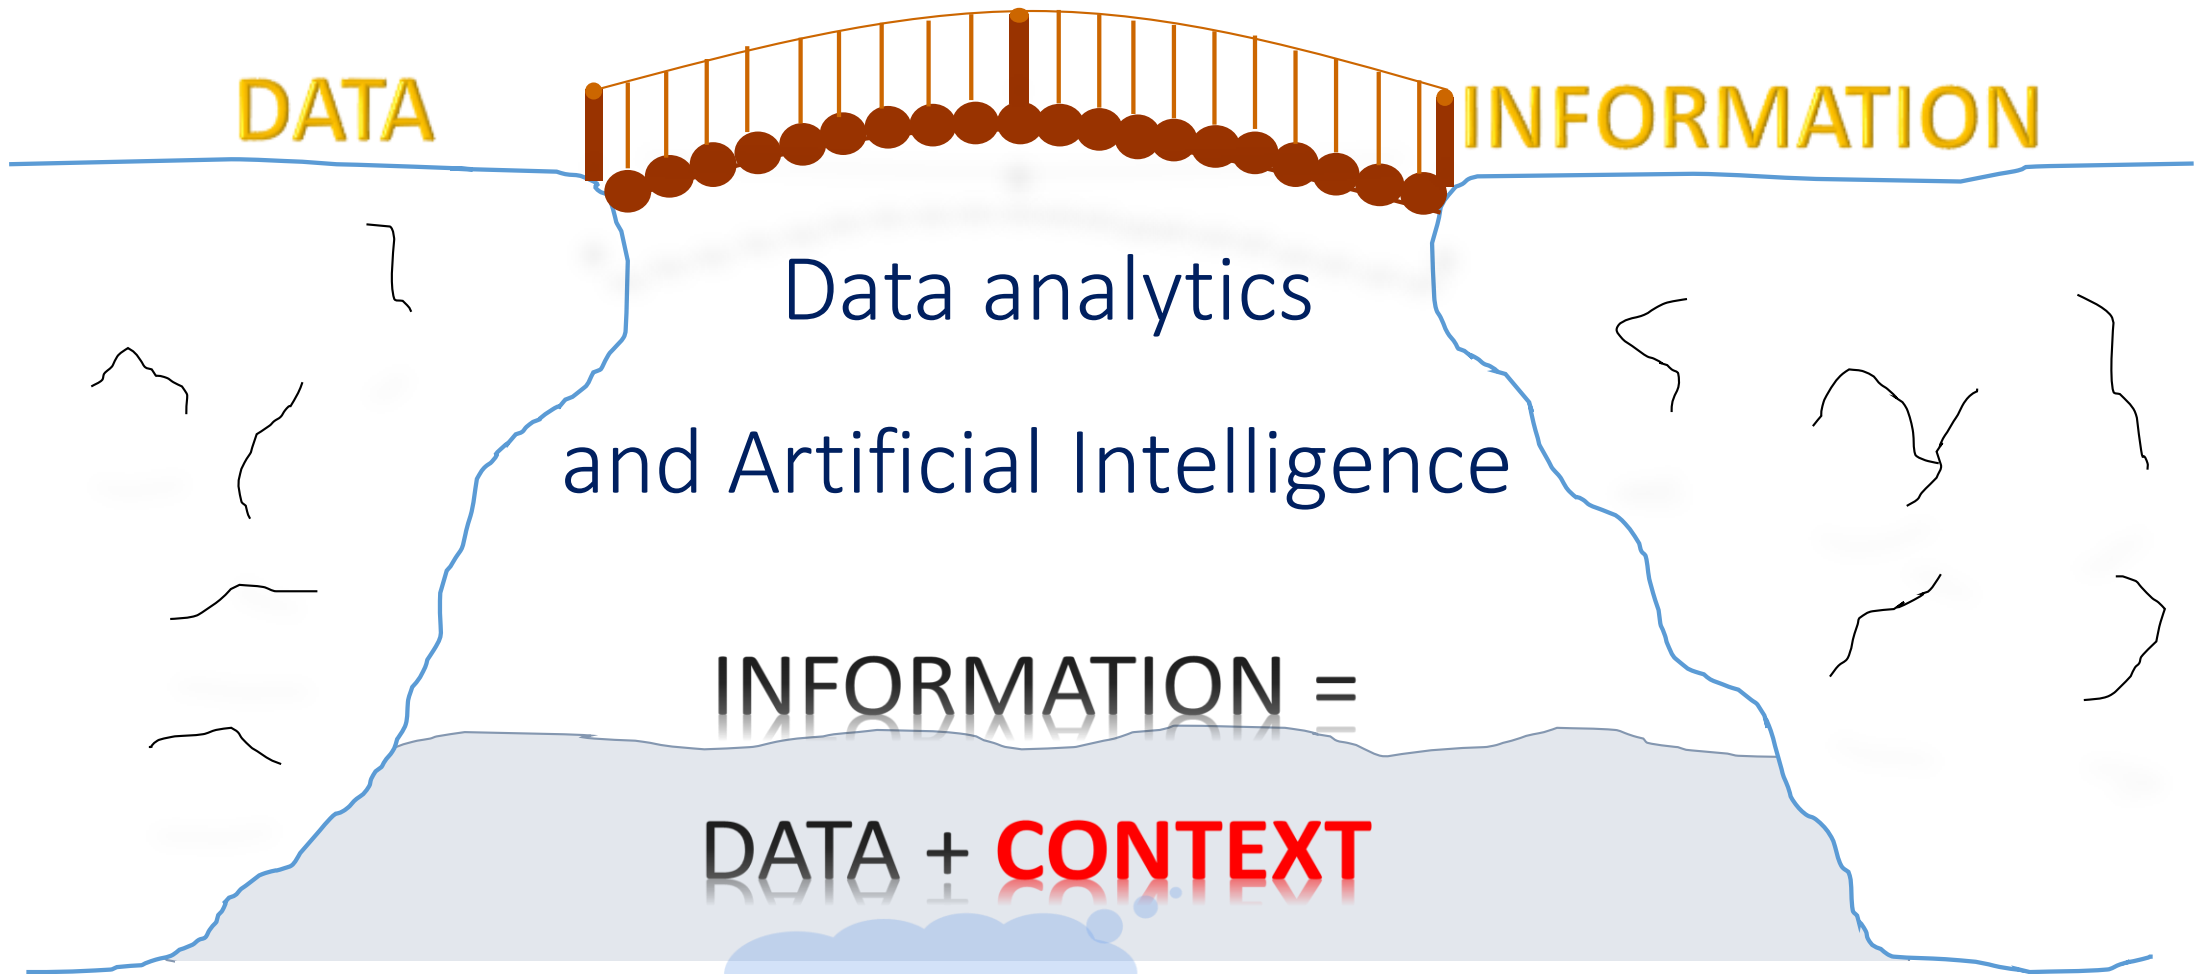 DATA
INFORMATION
Data analytics
and Artificial Intelligence
INFORMATION =
DATA + CONTEXT